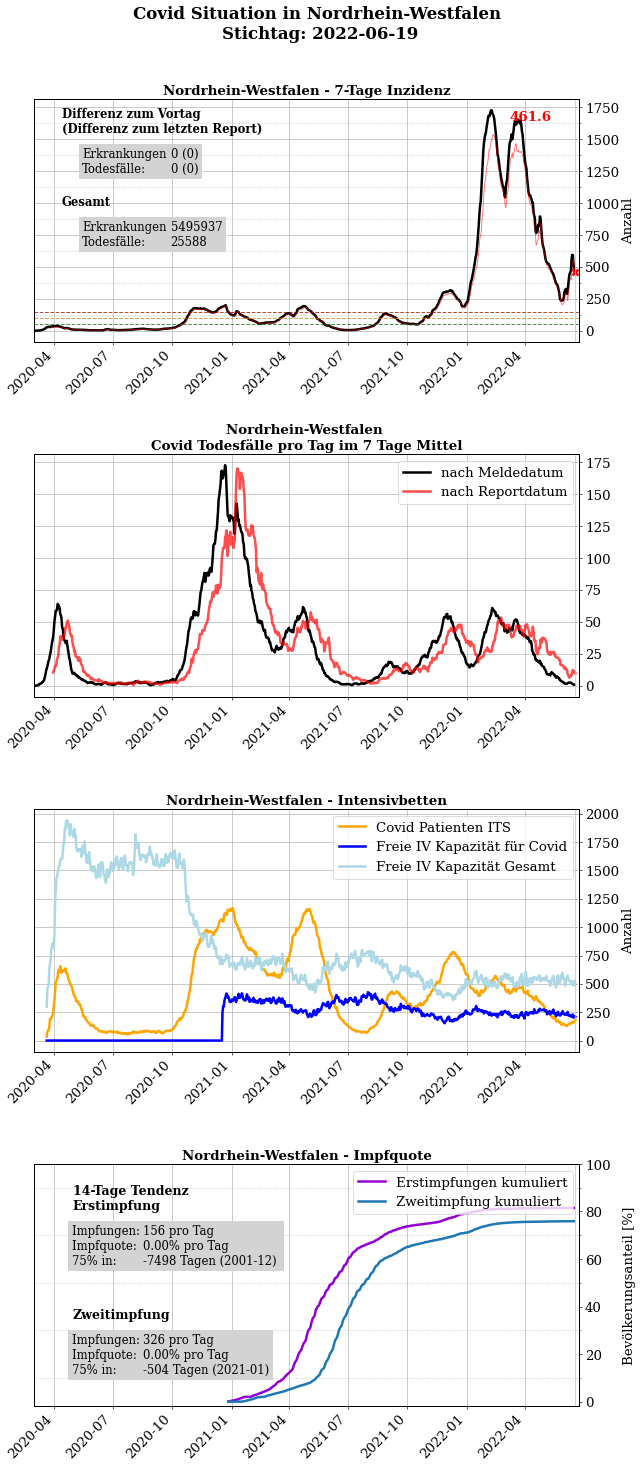 Covid Situation in Nordrhein-Westfalen
Stichtag: 2022-06-19
Nordrhein-Westfalen - 7-Tage Inzidenz
Differenz zum Vortag
(Differenz zum letzten Report)
Erkrankungen 0 (0)
Todesfälle: 0 (0)
Gesamt
Erkrankungen 5495937
Todesfälle: 25588
461.6
1750
1500
1250
1000
750
500
250
0
Anzahl
2020-04
2020-07
2020-10
2021-01
2021-04
2021-07
2021-10
2022-01
2022-04
Nordrhein-Westfalen
Covid Todesfälle pro Tag im 7 Tage Mittel
nach Meldedatum
nach Reportdatum
175
150
125
100
75
50
25
0
2020-04
2020-07
2020-10
2021-01
2021-04
2021-07
2021-10
2022-01
2022-04
Nordrhein-Westfalen - Intensivbetten
Covid Patienten ITS
Freie IV Kapazität für Covid
Freie IV Kapazität Gesamt
2000
1750
1500
1250
1000
750
500
250
0
Anzahl
2020-04
2020-07
2020-10
2021-01
2021-04
2021-07
2021-10
2022-01
2022-04
Nordrhein-Westfalen - Impfquote
Erstimpfungen kumuliert
Zweitimpfung kumuliert
14-Tage Tendenz
Erstimpfung
Impfungen: 156 pro Tag
Impfquote: 0.00% pro Tag
75% in: -7498 Tagen (2001-12)
Zweitimpfung
Impfungen: 326 pro Tag
Impfquote: 0.00% pro Tag
75% in: -504 Tagen (2021-01)
100
80
60
40
20
0
Bevölkerungsanteil [%]
2020-04
2020-07
2020-10
2021-01
2021-04
2021-07
2021-10
2022-01
2022-04